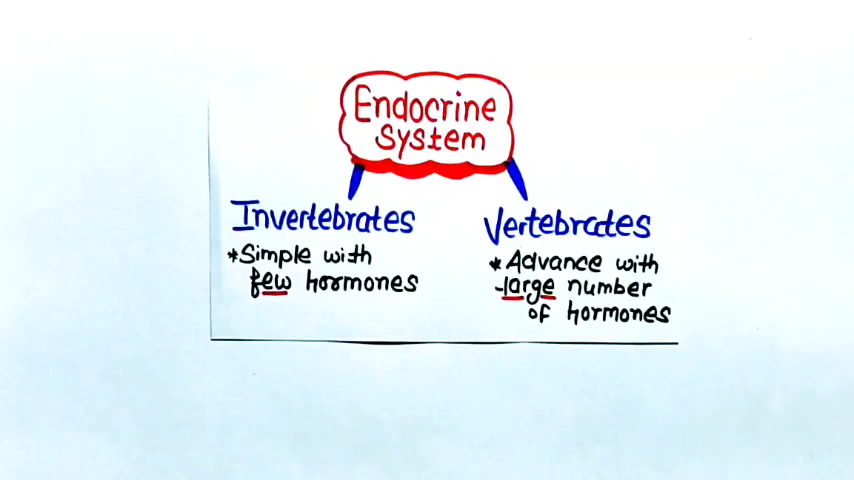 Endocrine
System
Invertebrates
*Simple with
few hormones
Vertebrates
*Advance with
-large number
of hormones